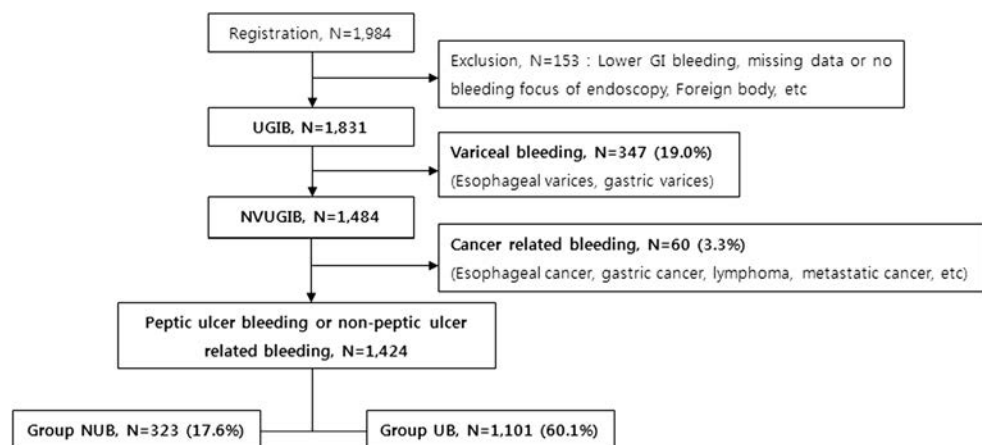 Registration, N=1,984
Exclusion, N=153 : Lower GI bleeding, missing data or no
bleeding focus of endoscopy, Foreign body, etc
UGIB, N=1,831
Variceal bleeding, N=347 (19.0%)
(Esophageal varices, gastric varices)
NVUGIB, N=1,484
Cancer related bleeding, N=60 (3.3%)
(Esophageal cancer, gastric cancer, lymphoma, metastatic cancer, etc)
Peptic ulcer bleeding or non-peptic ulcer
related bleeding, N=1,424
Group NUB, N=323 (17.6%)
Group UB, N=1,101 (60.1%)